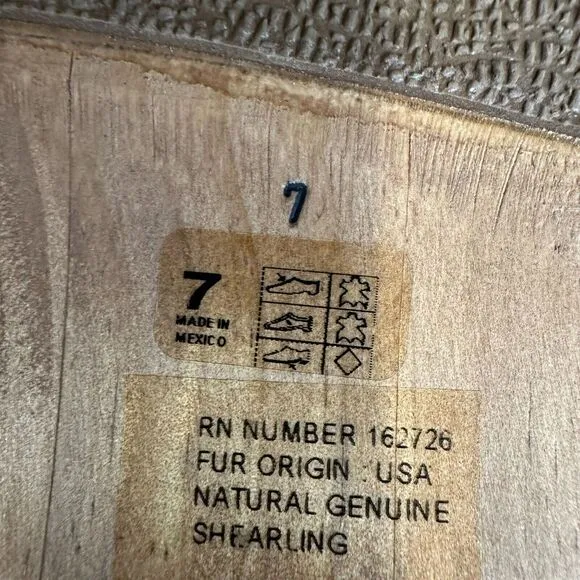 7
7
MADE IN
MEXICO
RN NUMBER 162726
FUR ORIGIN : USA
NATURAL GENUINE
SHEARLING